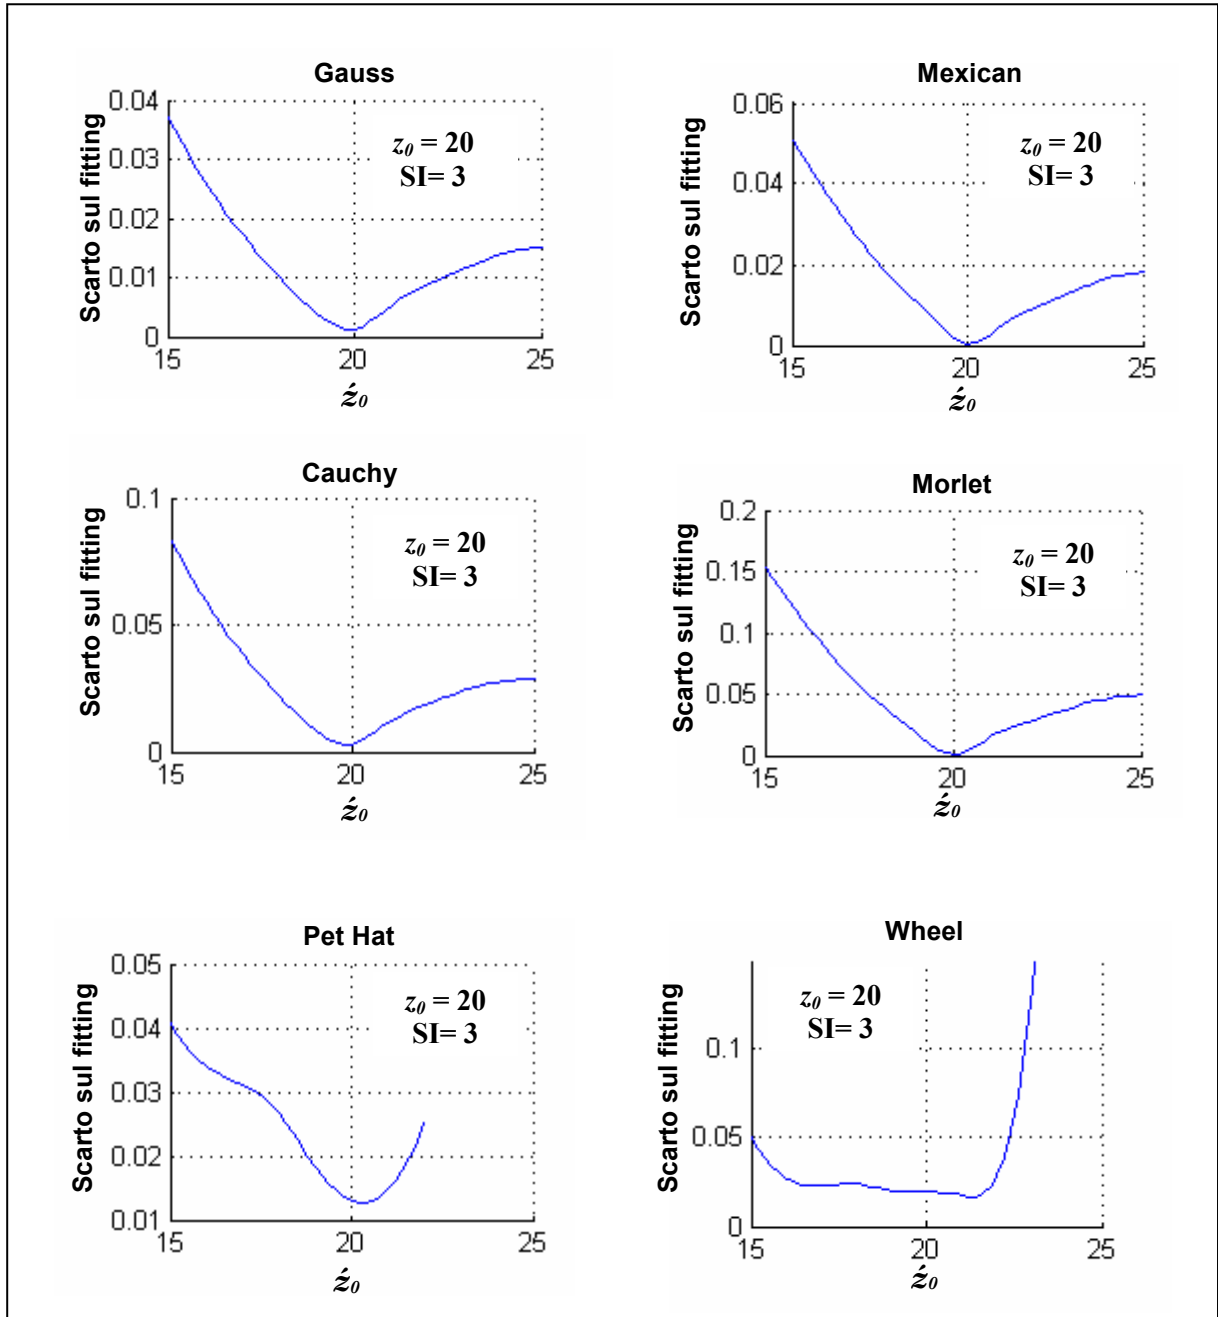 Gauss
Scarto sul fitting
0.04
0.03
0.02
0.01
0
z0 = 20
SI= 3
15
20
25
ź0
Mexican
Scarto sul fitting
0.06
0.04
0.02
0
z0 = 20
SI= 3
15
20
25
ź0
Cauchy
Scarto sul fitting
0.1
0.05
0
z0 = 20
SI= 3
15
20
25
ź0
Morlet
Scarto sul fitting
0.2
0.15
0.1
0.05
0
z0 = 20
SI= 3
15
20
25
ź0
Pet Hat
Scarto sul fitting
0.05
0.04
0.03
0.02
0.01
z0 = 20
SI= 3
15
20
25
ź0
Wheel
Scarto sul fitting
0.1
0.05
0
z0 = 20
SI= 3
15
20
25
ź0